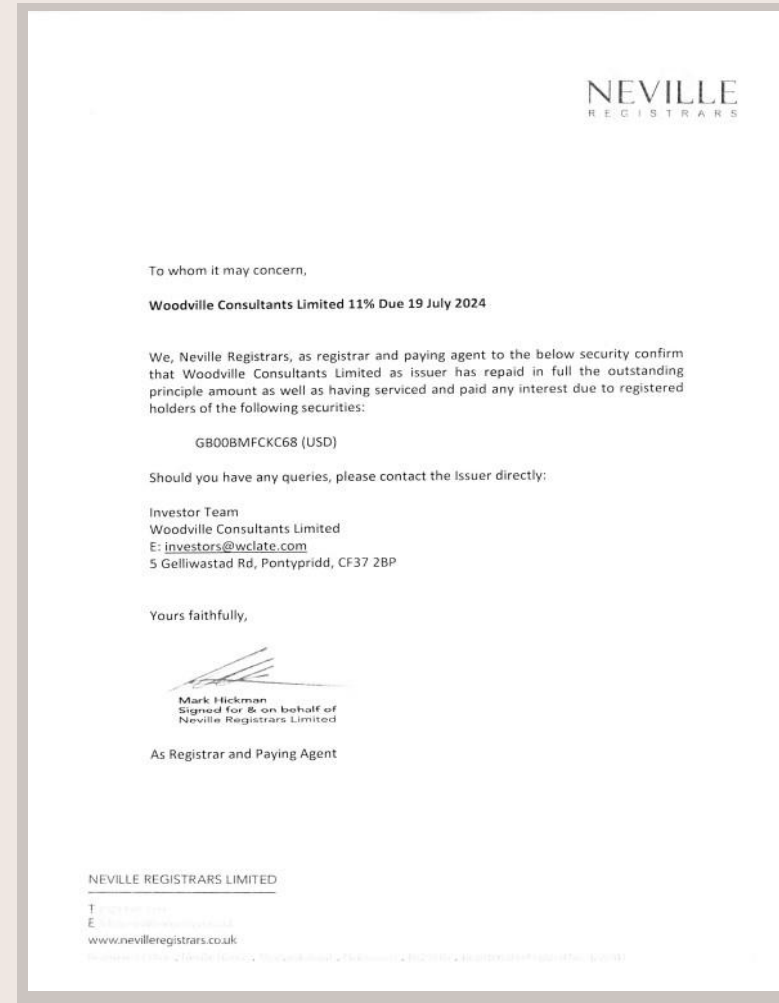 NEVILLE
REGISTRARS
To whom it may concern,
Woodville Consultants Limited 11% Due 19 July 2024
We, Neville Registrars, as registrar and paying agent to the below security confirm
that Woodville Consultants Limited as issuer has repaid in full the outstanding
principle amount as well as having serviced and paid any interest due to registered
holders of the following securities:
GB00BMFCKC68 (USD)
Should you have any queries, please contact the Issuer directly:
Investor Team
Woodville Consultants Limited
E: investors@wclate.com
5 Gelliwastad Rd, Pontypridd, CF37 2BP
Yours faithfully,
Mark Hickman
Signed for & on behalf of
Neville Registrars Limited
As Registrar and Paying Agent
NEVILLE REGISTRARS LIMITED
T
E
www.nevilleregistrars.co.uk